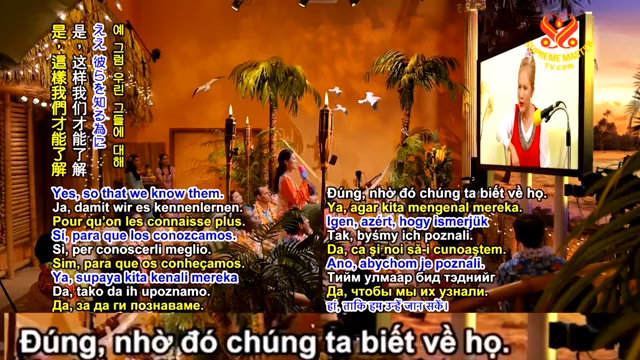 SUPREME MASTER
TV.com
예 그럼 우린 그들에 대해
ええ 彼らを知る為に
是，这样我们才能了解
是，這樣我們才能了解
Yes, so that we know them.
Ja, damit wir es kennenlernen.
Pour qu'on les connaisse plus.
Sí, para que los conozcamos.
Sì, per conoscerli meglio.
Sim, para que os conheçamos.
Ya, supaya kita kenali mereka
Da, tako da ih upoznamo.
Да, за да ги познаваме.
Đúng, nhờ đó chúng ta biết về họ.
Ya, agar kita mengenal mereka.
Igen, azért, hogy ismerjük
Tak, byśmy ich poznali.
Da, ca şi noi să-i cunoaştem.
Ano, abychom je poznali.
Тийм улмаар бид тэднийг
Да, чтобы мы их узнали.
हां, ताकि हम उन्हें जान सकें।
Đúng, nhờ đó chúng ta biết về họ.